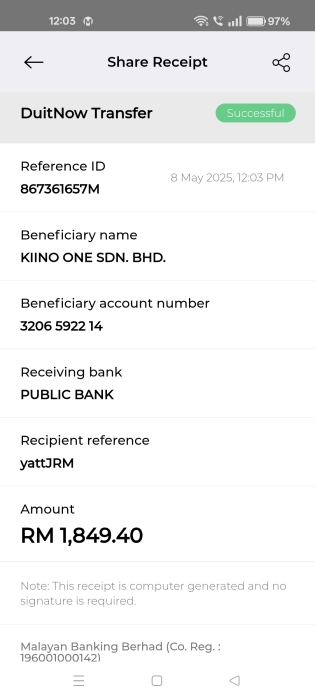 12:03
97%
Share Receipt
DuitNow Transfer
Successful
Reference ID
8 May 2025, 12:03 PM
867361657M
Beneficiary name
KIINO ONE SDN. BHD.
Beneficiary account number
3206 5922 14
Receiving bank
PUBLIC BANK
Recipient reference
yattJRM
Amount
RM 1,849.40
Note: This receipt is computer generated and no
signature is required.
Malayan Banking Berhad (Co. Reg. :
196001000142)